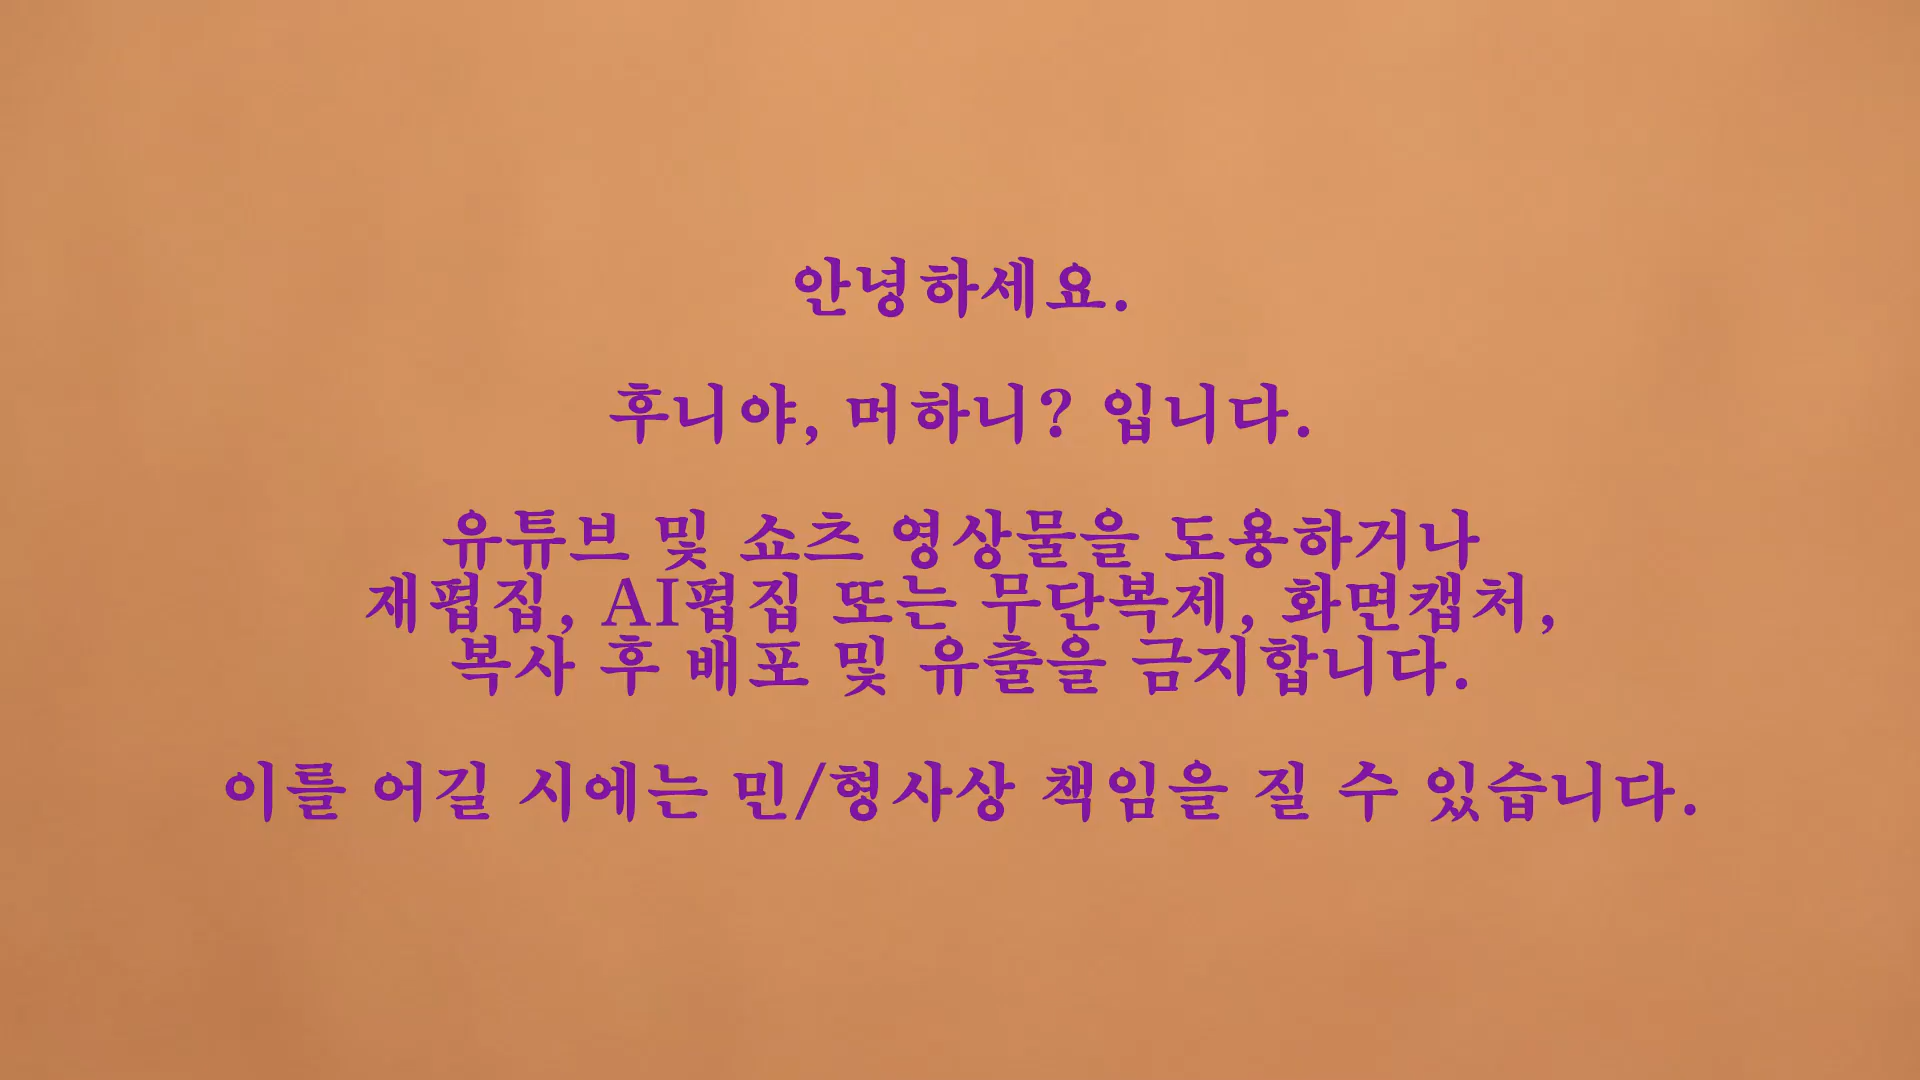 안녕하세요.
후니야, 머하니? 입니다.
유튜브 및 쇼츠 영상물을 도용하거나
재폅집, AI폅집 또는 무단복제, 화면캡처,
복사 후 배포 및 유출을 금지합니다.
이를 어길 시에는 민/형사상 책임을 질 수 있습니다.